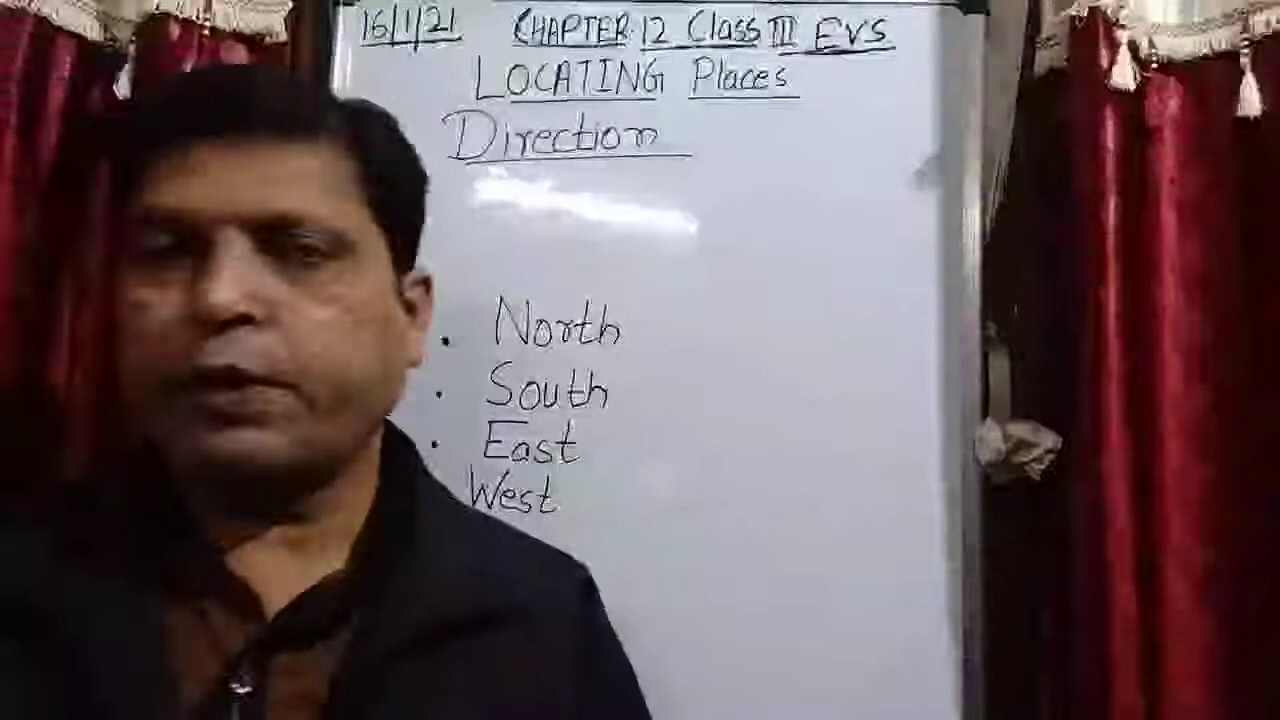 16/1/21 CHAPTER 12 Class III EVS
LOCATING Places
Direction
. North
. South
. East
West